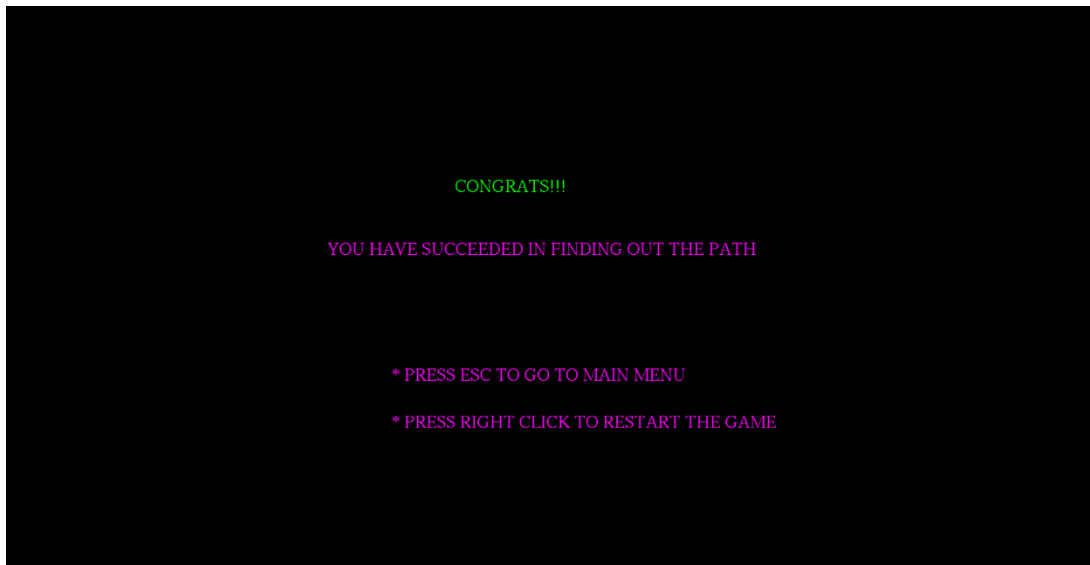 CONGRATS!!!
YOU HAVE SUCCEEDED IN FINDING OUT THE PATH
* PRESS ESC TO GO TO MAIN MENU
* PRESS RIGHT CLICK TO RESTART THE GAME